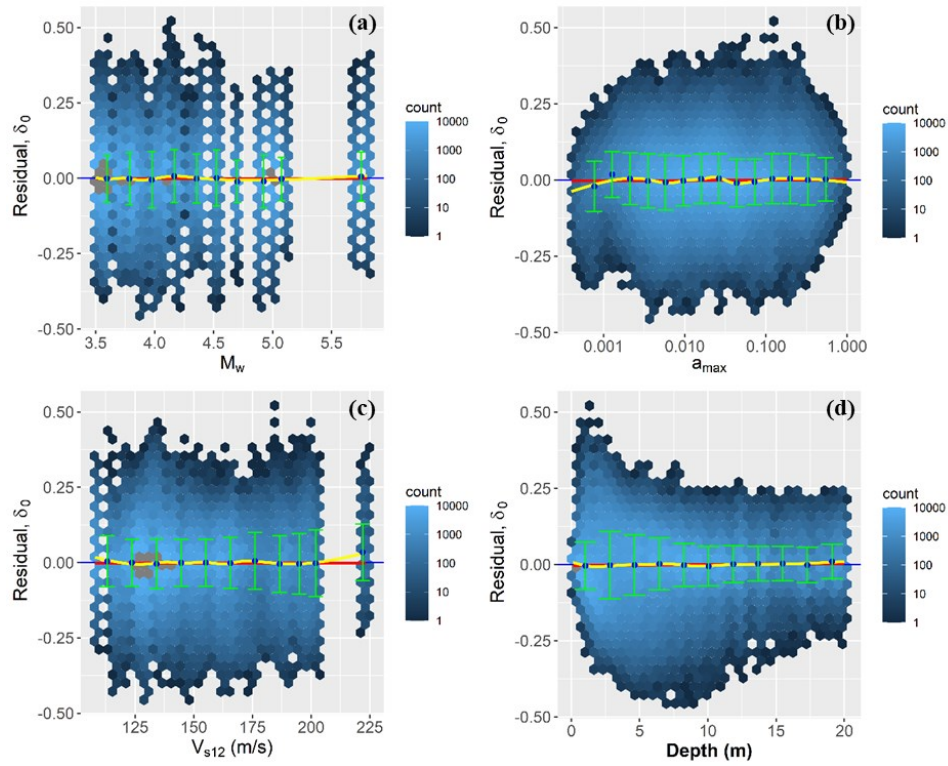 (a)
0.50
0.25
0.00
-0.25
-0.50
Residual, δ0
3.5 4.0 4.5 5.0 5.5
Mw
count
10000
1000
100
10
1
(b)
0.50
0.25
0.00
-0.25
-0.50
Residual, δ0
0.001 0.010 0.100 1.000
amax
count
10000
1000
100
10
1
(c)
0.50
0.25
0.00
-0.25
-0.50
Residual, δ0
125 150 175 200 225
Vs12 (m/s)
count
10000
1000
100
10
1
(d)
0.50
0.25
0.00
-0.25
-0.50
Residual, δ0
0 5 10 15 20
Depth (m)
count
10000
1000
100
10
1